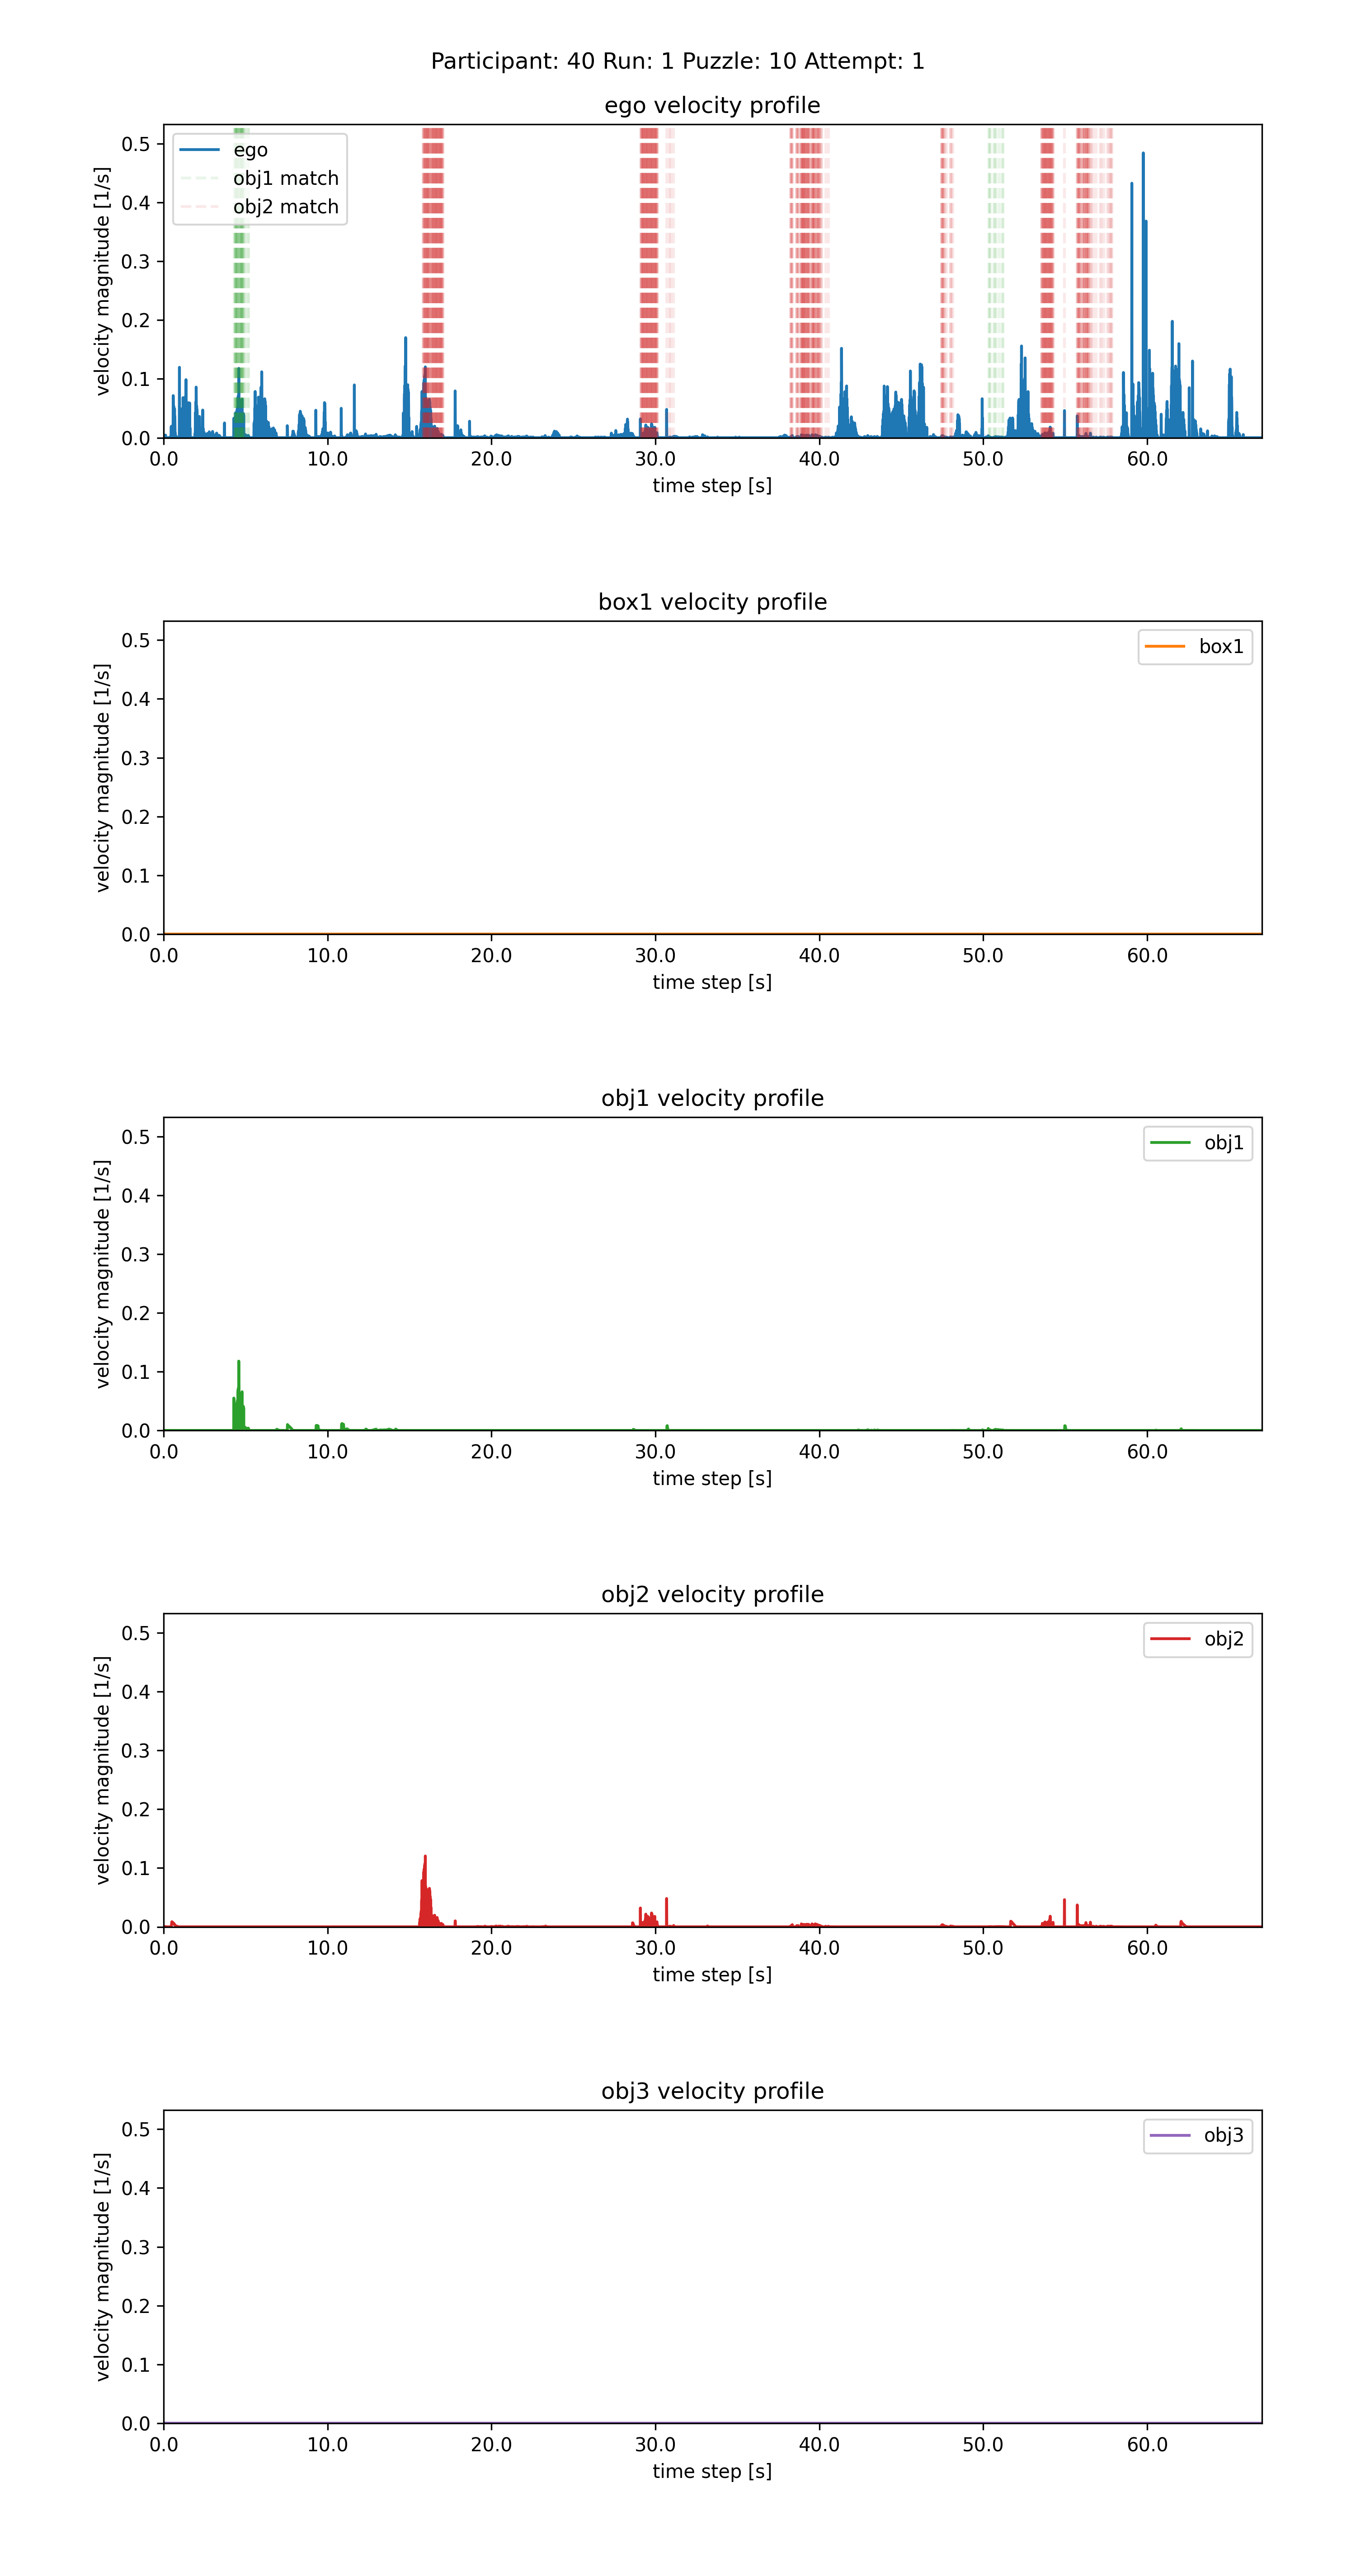 Participant: 40 Run: 1 Puzzle: 10 Attempt: 1
ego velocity profile
velocity magnitude [1/s]
0.5
0.4
0.3
0.2
0.1
0.0
ego
obj1 match
obj2 match
0.0 10.0 20.0 30.0 40.0 50.0 60.0
time step [s]
box1 velocity profile
velocity magnitude [1/s]
0.5
0.4
0.3
0.2
0.1
0.0
box1
0.0 10.0 20.0 30.0 40.0 50.0 60.0
time step [s]
obj1 velocity profile
velocity magnitude [1/s]
0.5
0.4
0.3
0.2
0.1
0.0
obj1
0.0 10.0 20.0 30.0 40.0 50.0 60.0
time step [s]
obj2 velocity profile
velocity magnitude [1/s]
0.5
0.4
0.3
0.2
0.1
0.0
obj2
0.0 10.0 20.0 30.0 40.0 50.0 60.0
time step [s]
obj3 velocity profile
velocity magnitude [1/s]
0.5
0.4
0.3
0.2
0.1
0.0
obj3
0.0 10.0 20.0 30.0 40.0 50.0 60.0
time step [s]